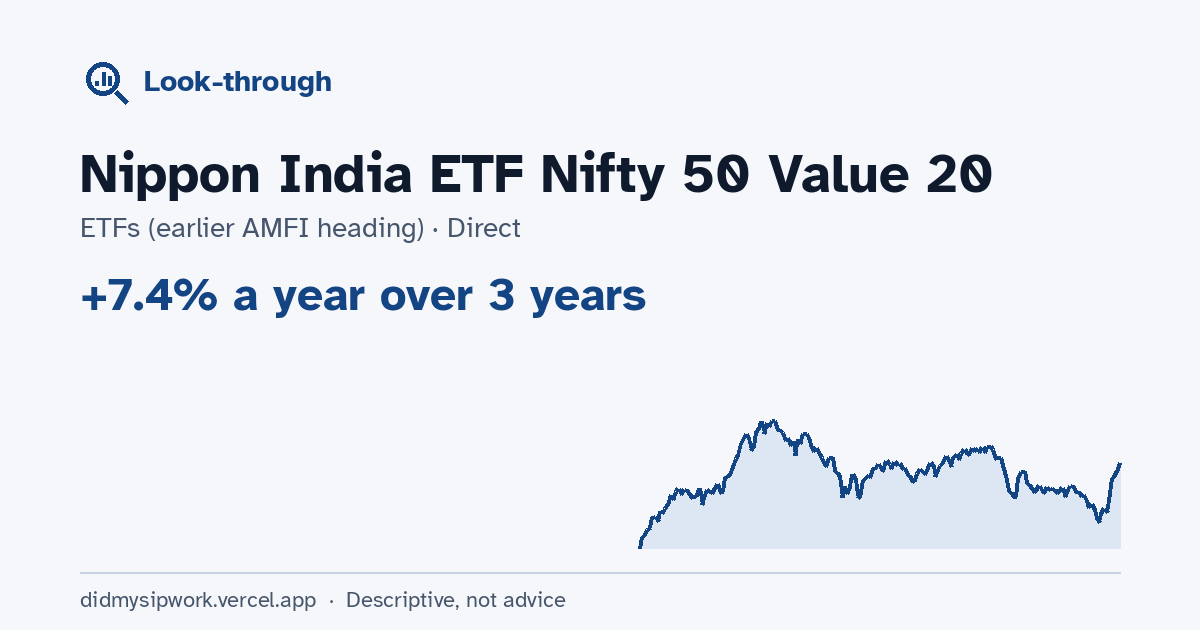 Look-through
Nippon India ETF Nifty 50 Value 20
ETFs (earlier AMFI heading) · Direct
+7.4% a year over 3 years
didmysipwork.vercel.app · Descriptive, not advice